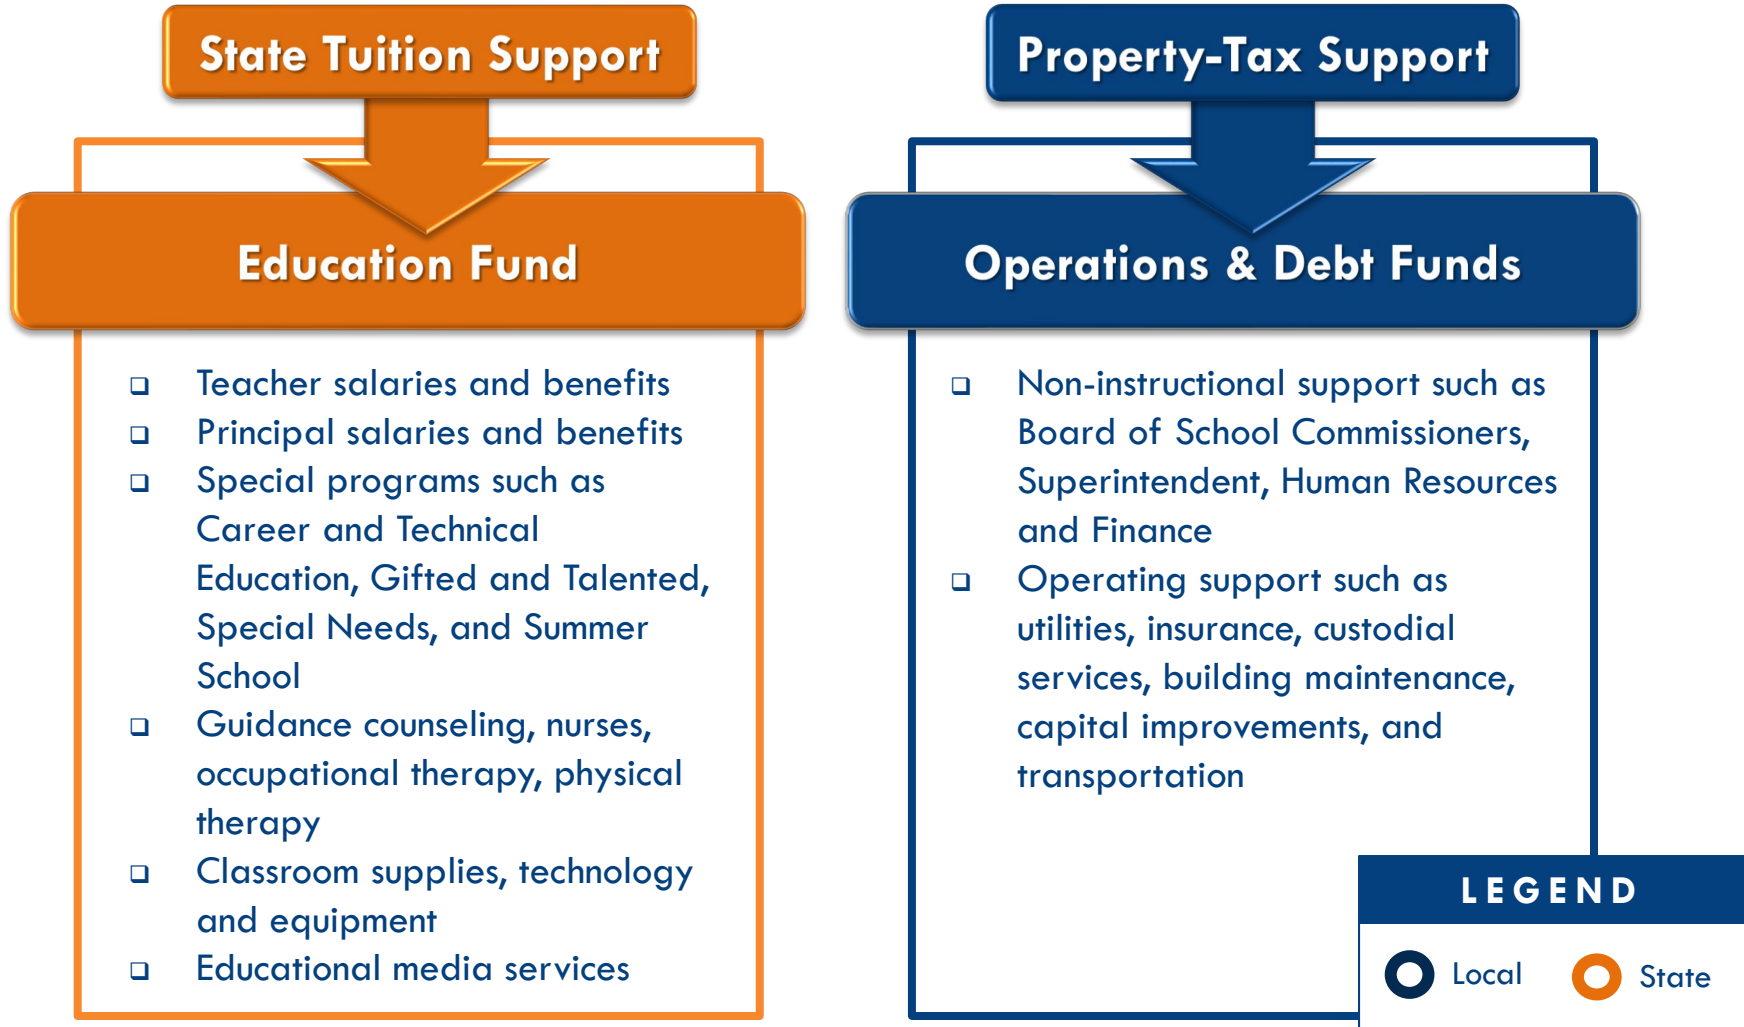 State Tuition Support
Education Fund
❑ Teacher salaries and benefits
❑ Principal salaries and benefits
❑ Special programs such as
Career and Technical
Education, Gifted and Talented,
Special Needs, and Summer
School
❑ Guidance counseling, nurses,
occupational therapy, physical
therapy
❑ Classroom supplies, technology
and equipment
❑ Educational media services
Property-Tax Support
Operations & Debt Funds
❑ Non-instructional support such as
Board of School Commissioners,
Superintendent, Human Resources
and Finance
❑ Operating support such as
utilities, insurance, custodial
services, building maintenance,
capital improvements, and
transportation
LEGEND
Local
State